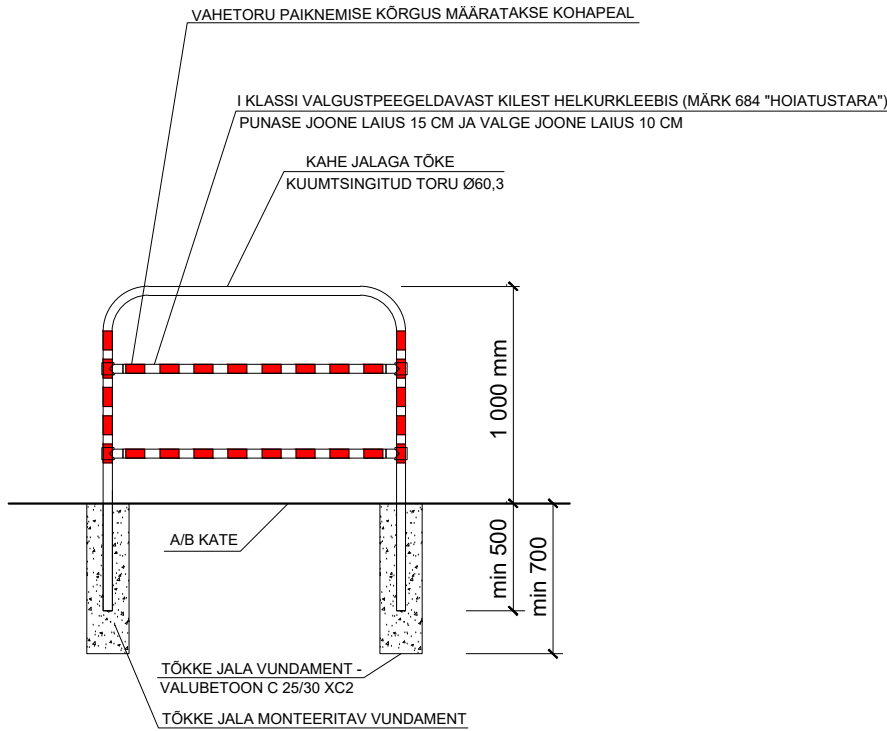 VAHETORU PAIKNEMISE KÕRGUS MÄÄRATAKSE KOHAPEAL
I KLASSI VALGUSTPEEGELDAVAST KILEST HELKURKLEEBIS (MÄRK 684 "HOIATUSTARA")
PUNASE JOONE LAIUS 15 CM JA VALGE JOONE LAIUS 10 CM
KAHE JALAGA TÕKE
KUUMTSINGITUD TORU Ø60,3
1 000 mm
A/B KATE
min 500
min 700
TÕKKE JALA VUNDAMENT -
VALUBETOON C 25/30 XC2
TÕKKE JALA MONTEERITAV VUNDAMENT